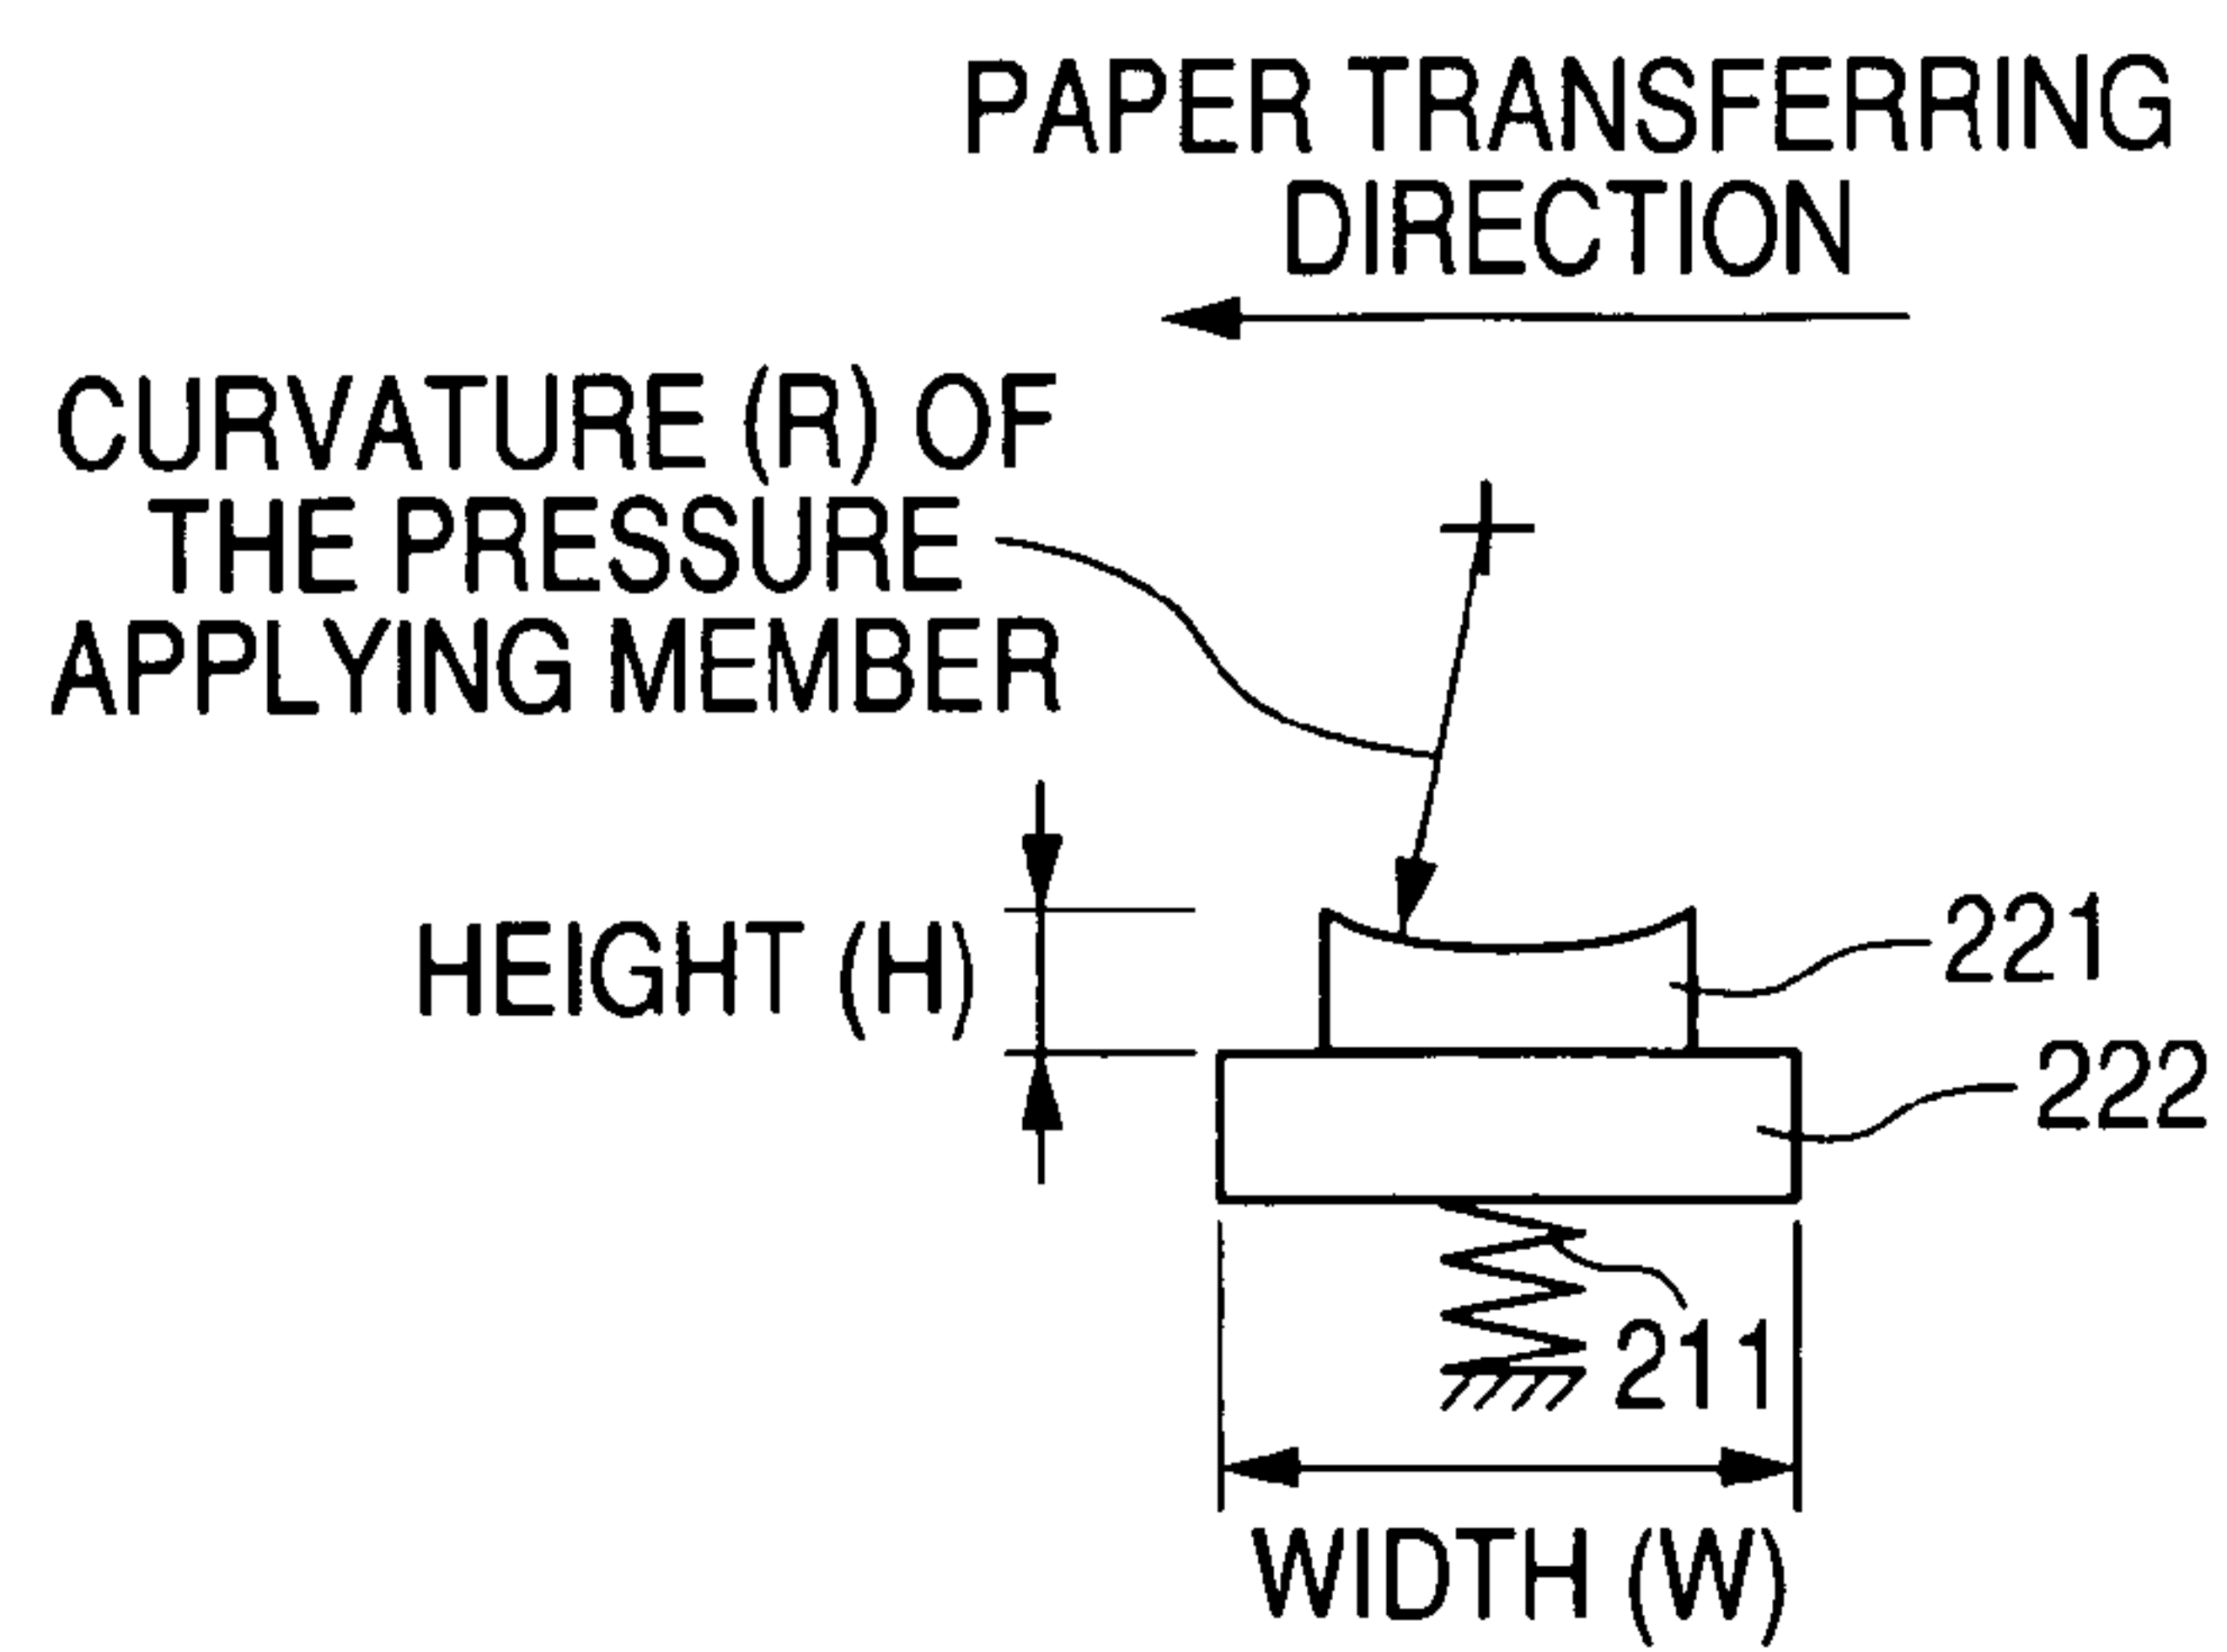 PAPER TRANSFERRING
DIRECTION
CURVATURE (R) OF
THE PRESSURE
APPLYING MEMBER
HEIGHT (H)
221
222
211
WIDTH (W)